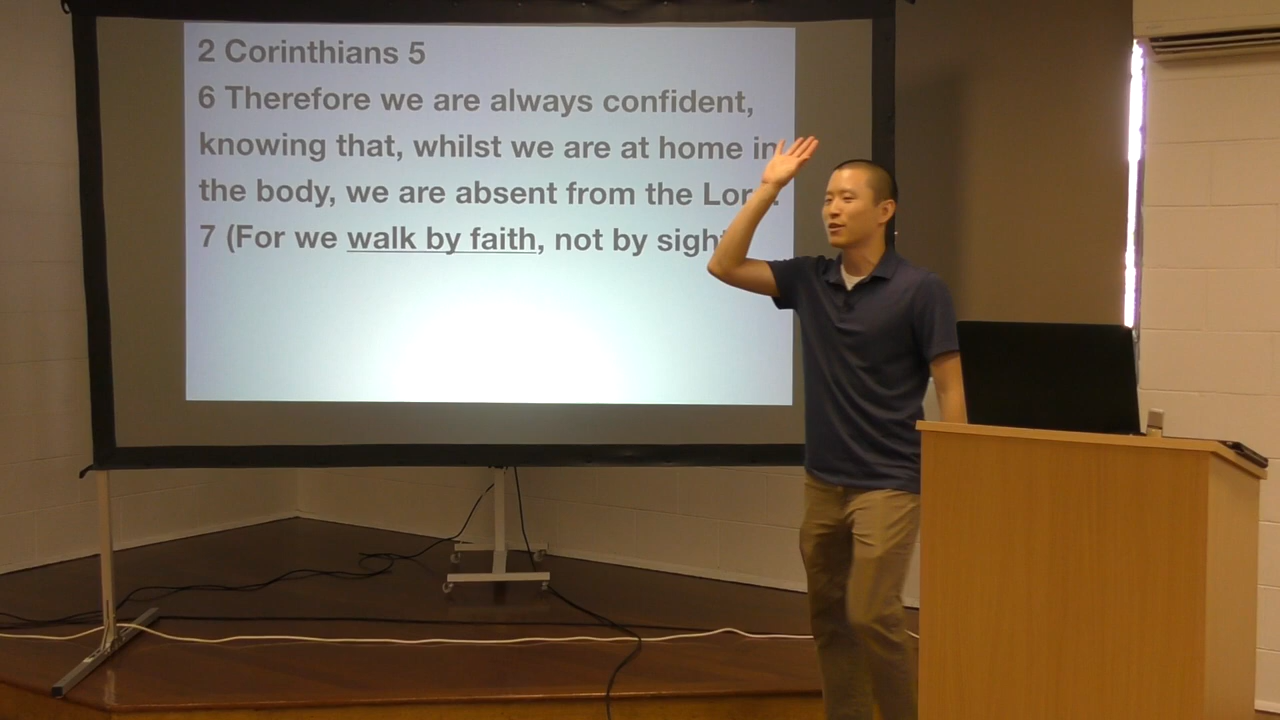 2 Corinthians 5
6 Therefore we are always confident,
knowing that, whilst we are at home in
the body, we are absent from the Lord:
7 (For we walk by faith, not by sight